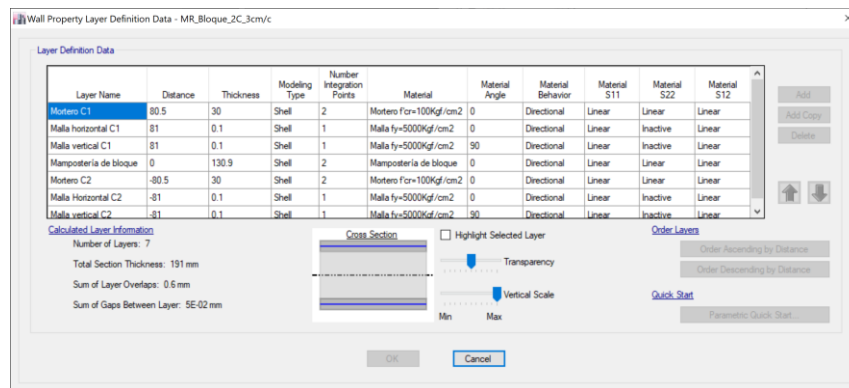 Wall Property Layer Definition Data - MR_Bloque_2C_3cm/c
Layer Definition Data
Layer Name Distance Thickness Modeling Type Number Integration Points Material Material Angle Material Behavior Material S11 Material S22 Material S12
Mortero C1 80.5 30 Shell 2 Mortero f'cr=100Kgf/cm2 0 Directional Linear Linear Linear
Malla horizontal C1 81 0.1 Shell 1 Malla fy=5000Kgf/cm2 0 Directional Linear Inactive Linear
Malla vertical C1 81 0.1 Shell 1 Malla fy=5000Kgf/cm2 90 Directional Linear Inactive Linear
Mampostería de bloque 0 130.9 Shell 2 Mampostería de bloque 0 Directional Linear Linear Linear
Mortero C2 -80.5 30 Shell 2 Mortero f'cr=100Kgf/cm2 0 Directional Linear Linear Linear
Malla Horizontal C2 -81 0.1 Shell 1 Malla fy=5000Kgf/cm2 0 Directional Linear Inactive Linear
Malla vertical C2 -81 0.1 Shell 1 Malla fy=5000Kgf/cm2 90 Directional Linear Inactive Linear
Add
Add Copy
Delete
Calculated Layer Information
Number of Layers: 7
Total Section Thickness: 191 mm
Sum of Layer Overlaps: 0.6 mm
Sum of Gaps Between Layer: 5E-02 mm
Cross Section
Highlight Selected Layer
Transparency
Vertical Scale
Min Max
Order Layers
Order Ascending by Distance
Order Descending by Distance
Quick Start
Parametric Quick Start...
OK Cancel